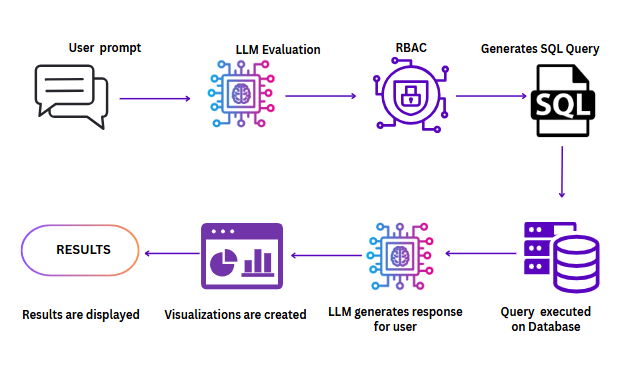 User prompt
LLM Evaluation
RBAC
Generates SQL Query
SQL
RESULTS
Results are displayed
Visualizations are created
LLM generates response
for user
Query executed
on Database